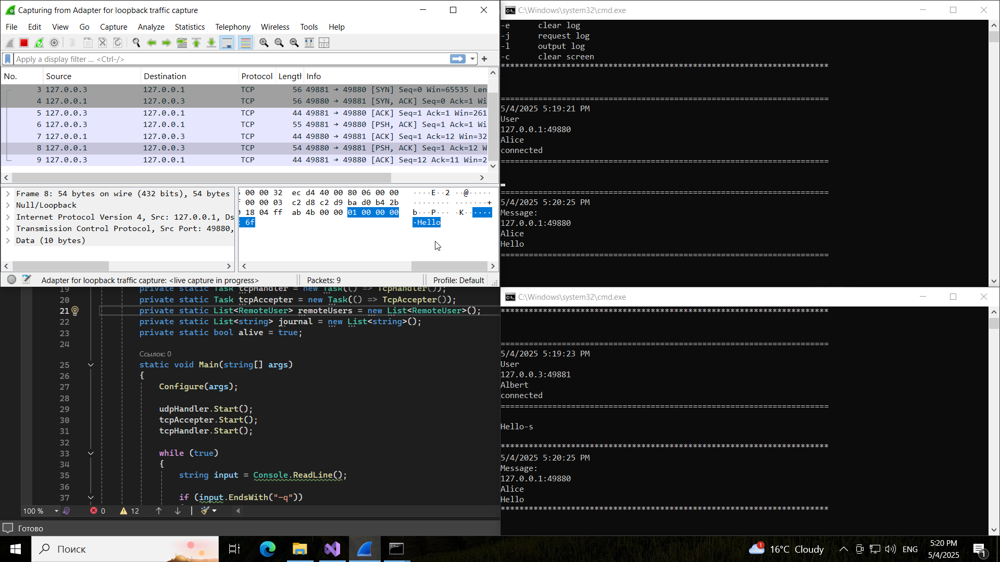 Capturing from Adapter for loopback traffic capture
File Edit View Go Capture Analyze Statistics Telephony Wireless Tools Help
Apply a display filter … <Ctrl-/>
No. Source Destination Protocol Length Info
3 127.0.0.3 127.0.0.1 TCP 56 49881 → 49880 [SYN] Seq=0 Win=65535 Len
4 127.0.0.1 127.0.0.3 TCP 56 49880 → 49881 [SYN, ACK] Seq=0 Ack=1 Wi
5 127.0.0.3 127.0.0.1 TCP 44 49881 → 49880 [ACK] Seq=1 Ack=1 Win=261
6 127.0.0.3 127.0.0.1 TCP 55 49881 → 49880 [PSH, ACK] Seq=1 Ack=1 Wi
7 127.0.0.1 127.0.0.3 TCP 44 49880 → 49881 [ACK] Seq=1 Ack=12 Win=32
8 127.0.0.1 127.0.0.3 TCP 54 49880 → 49881 [PSH, ACK] Seq=1 Ack=12 W
9 127.0.0.3 127.0.0.1 TCP 44 49881 → 49880 [ACK] Seq=12 Ack=11 Win=2
Frame 8: 54 bytes on wire (432 bits), 54 bytes
Null/Loopback
Internet Protocol Version 4, Src: 127.0.0.1, Ds
Transmission Control Protocol, Src Port: 49880,
Data (10 bytes)
00 00 32 ec d4 40 00 80 06 00 00 ····E··2 ··@·····
00 00 03 c2 d8 c2 d9 ba d0 b4 2b ········ ·······+
18 04 ff ab 4b 00 00 01 00 00 00 b···P··· ·K······
6f ·Hello
Adapter for loopback traffic capture: <live capture in progress> Packets: 9 Profile: Default
19 private static Task tcpHandler = new Task(() => TcpHandler());
20 private static Task tcpAccepter = new Task(() => TcpAccepter());
21 private static List<RemoteUser> remoteUsers = new List<RemoteUser>();
22 private static List<string> journal = new List<string>();
23 private static bool alive = true;
24
Ссылок: 0
25 static void Main(string[] args)
26 {
27 Configure(args);
28
29 udpHandler.Start();
30 tcpAccepter.Start();
31 tcpHandler.Start();
32
33 while (true)
34 {
35 string input = Console.ReadLine();
36
37 if (input.EndsWith("-q"))
100 % 0 12
Готово
C:\Windows\system32\cmd.exe
-e clear log
-j request log
-l output log
-c clear screen
**********************************************************************
======================================================================
5/4/2025 5:19:21 PM
User
127.0.0.1:49880
Alice
connected
======================================================================
======================================================================
5/4/2025 5:20:25 PM
Message:
127.0.0.1:49880
Alice
Hello
======================================================================
C:\Windows\system32\cmd.exe
**********************************************************************
======================================================================
5/4/2025 5:19:23 PM
User
127.0.0.3:49881
Albert
connected
======================================================================
Hello-s
**********************************************************************
5/4/2025 5:20:25 PM
Message:
127.0.0.1:49880
Alice
Hello
**********************************************************************
Поиск
1 16°C Cloudy ENG 5:20 PM
5/4/2025
1